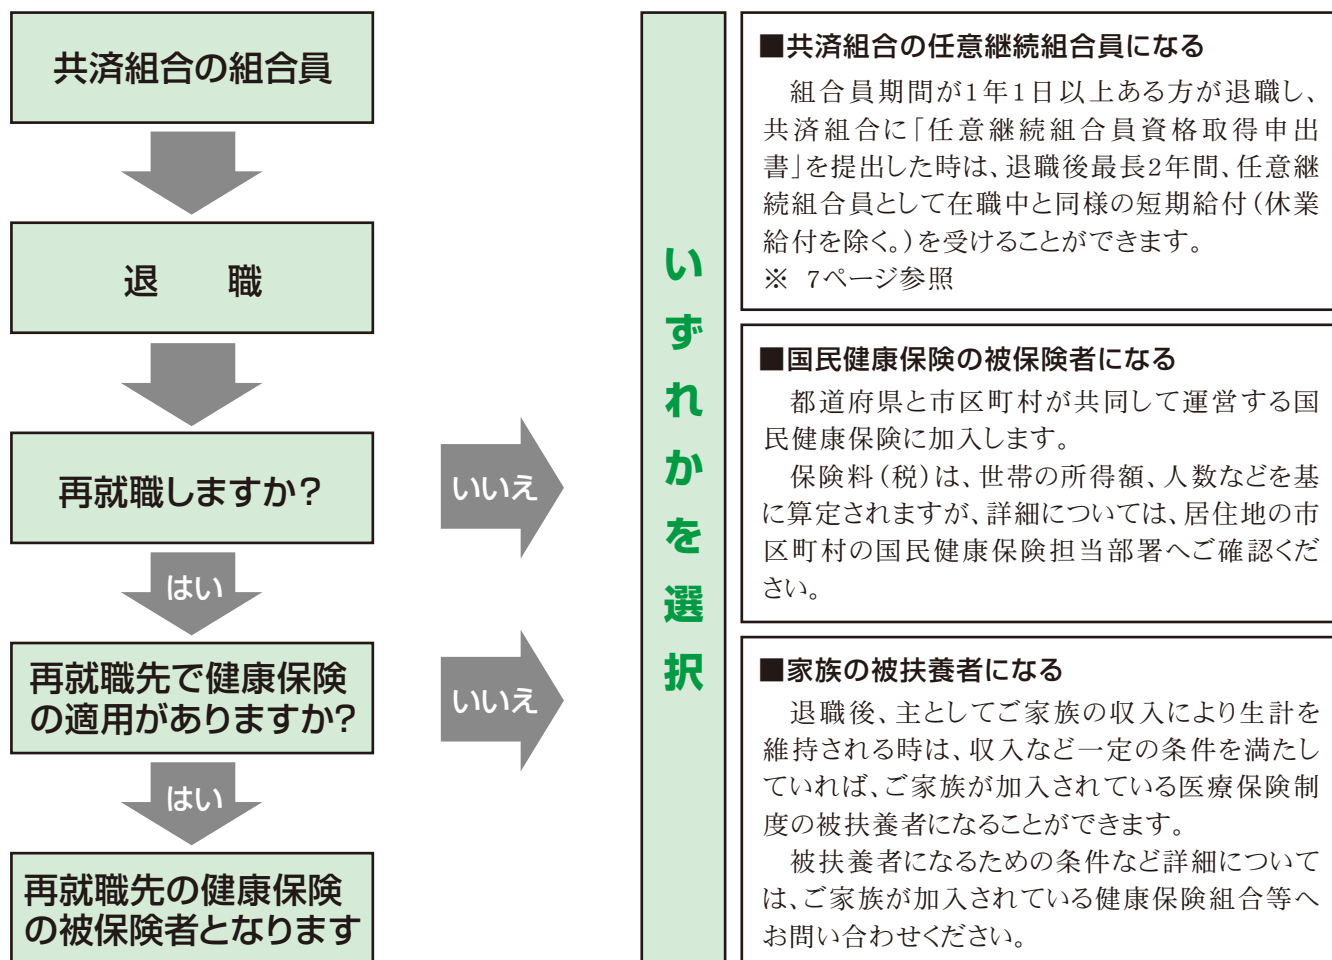 共済組合の組合員
退　　職
再就職しますか?
いいえ
はい
再就職先で健康保険
の適用がありますか?
いいえ
はい
再就職先の健康保険
の被保険者となります
いずれかを選択
■共済組合の任意継続組合員になる
　組合員期間が1年1日以上ある方が退職し、
共済組合に「任意継続組合員資格取得申出
書」を提出した時は、退職後最長2年間、任意継
続組合員として在職中と同様の短期給付(休業
給付を除く。)を受けることができます。
※　7ページ参照
■国民健康保険の被保険者になる
　都道府県と市区町村が共同して運営する国
民健康保険に加入します。
　保険料(税)は、世帯の所得額、人数などを基
に算定されますが、詳細については、居住地の市
区町村の国民健康保険担当部署へご確認くだ
さい。
■家族の被扶養者になる
　退職後、主としてご家族の収入により生計を
維持される時は、収入など一定の条件を満たし
ていれば、ご家族が加入されている医療保険制
度の被扶養者になることができます。
　被扶養者になるための条件など詳細について
は、ご家族が加入されている健康保険組合等へ
お問い合わせください。